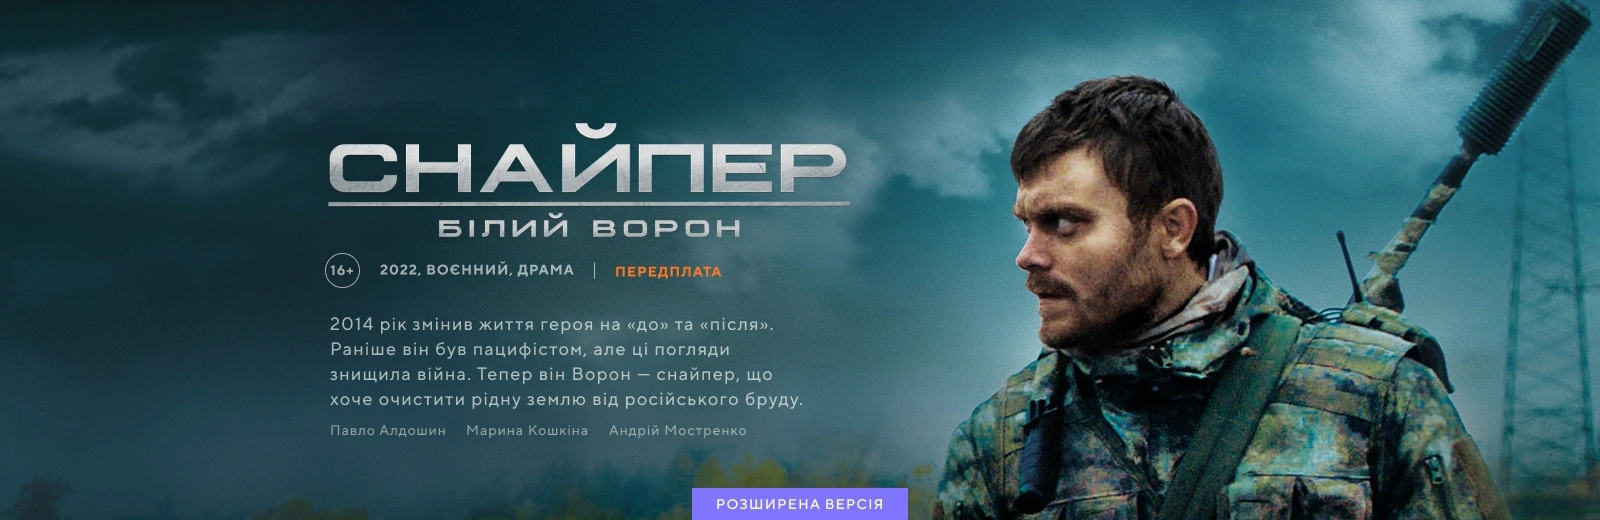 СНАЙПЕР
БІЛИЙ ВОРОН
16+ 2022, ВОЄННИЙ, ДРАМА | ПЕРЕДПЛАТА
2014 рік змінив життя героя на «до» та «після».
Раніше він був пацифістом, але ці погляди
знищила війна. Тепер він Ворон — снайпер, що
хоче очистити рідну землю від російського бруду.
Павло Алдошин Марина Кошкіна Андрій Мостренко
РОЗШИРЕНА ВЕРСІЯ